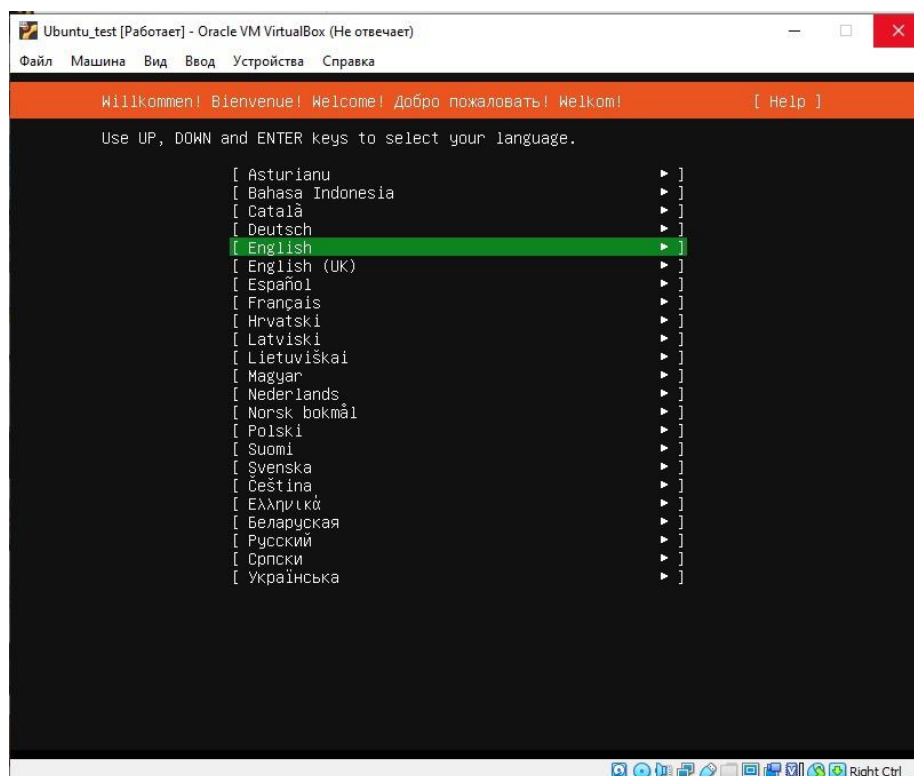 Ubuntu_test [Работает] - Oracle VM VirtualBox (Не отвечает)
Файл Машина Вид Ввод Устройства Справка
Willkommen! Bienvenue! Welcome! Добро пожаловать! Welkom! [ Help ]
Use UP, DOWN and ENTER keys to select your language.
[ Asturianu ► ]
[ Bahasa Indonesia ► ]
[ Català ► ]
[ Deutsch ► ]
[ English ► ]
[ English (UK) ► ]
[ Español ► ]
[ Français ► ]
[ Hrvatski ► ]
[ Latviski ► ]
[ Lietuviškai ► ]
[ Magyar ► ]
[ Nederlands ► ]
[ Norsk bokmål ► ]
[ Polski ► ]
[ Suomi ► ]
[ Svenska ► ]
[ Čeština ► ]
[ Ελληνικά ► ]
[ Беларуская ► ]
[ Русский ► ]
[ Српски ► ]
[ Українська ► ]
Right Ctrl